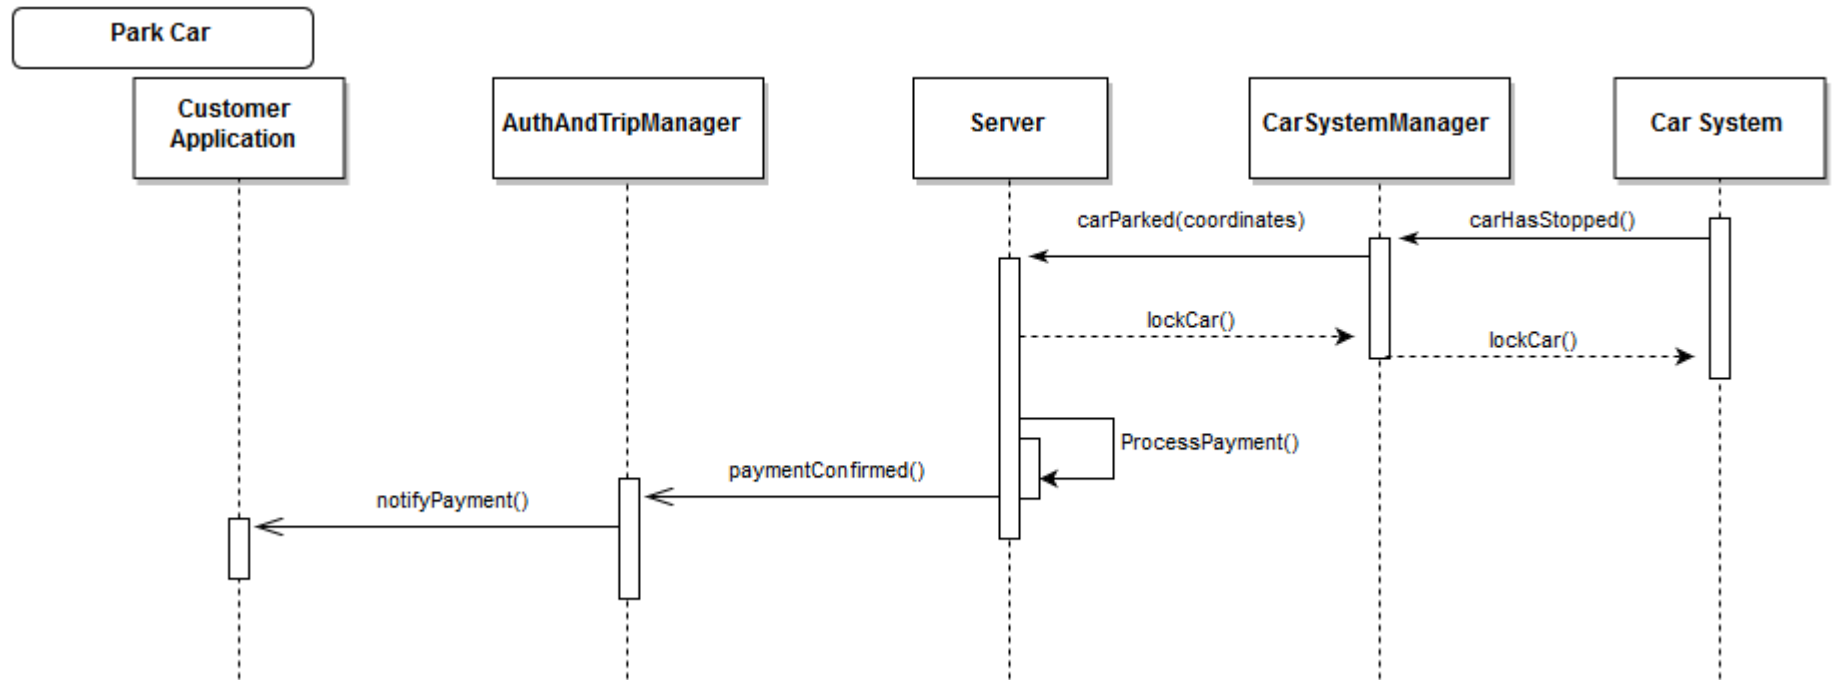 Park Car
Customer
Application
AuthAndTripManager
Server
CarSystemManager
Car System
carParked(coordinates)
carHasStopped()
lockCar()
lockCar()
ProcessPayment()
paymentConfirmed()
notifyPayment()